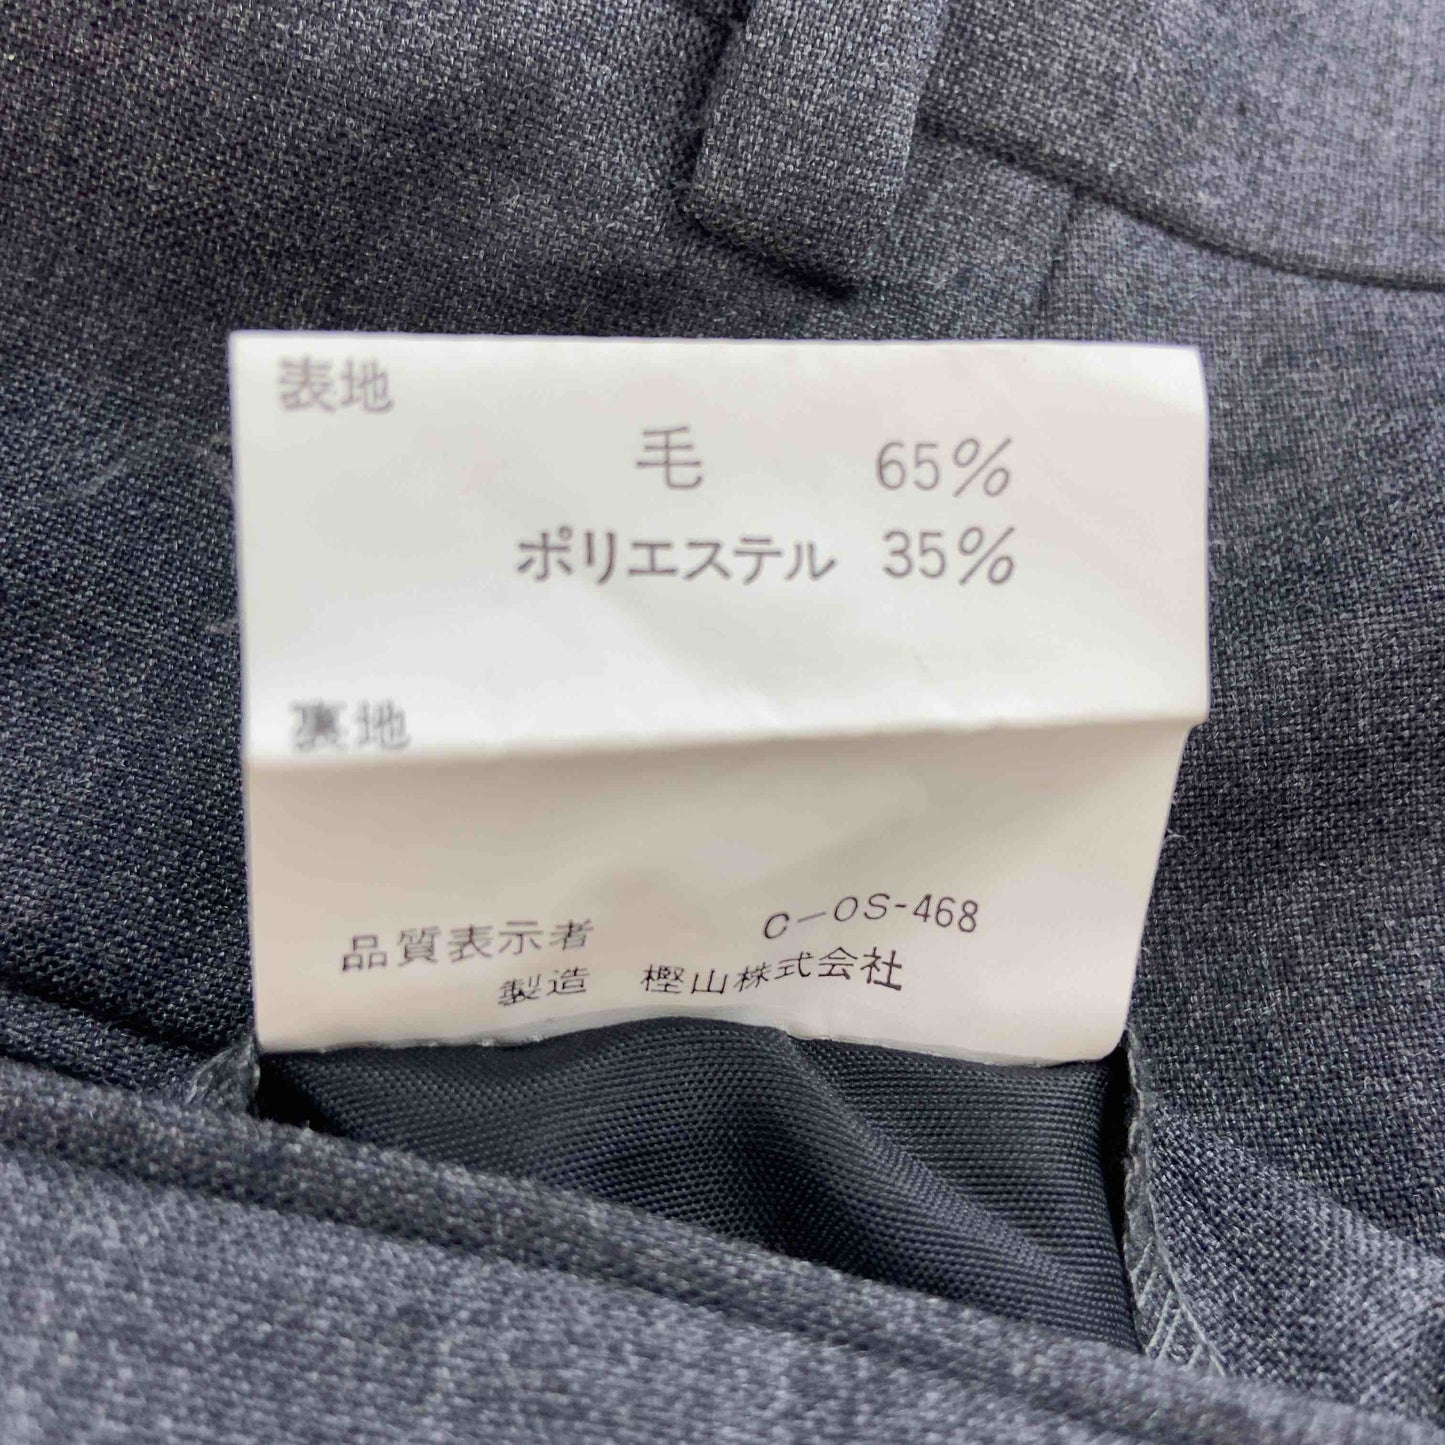 表地
毛 65%
ポリエステル 35%
裏地
品質表示者 C-OS-468
製造 樫山株式会社